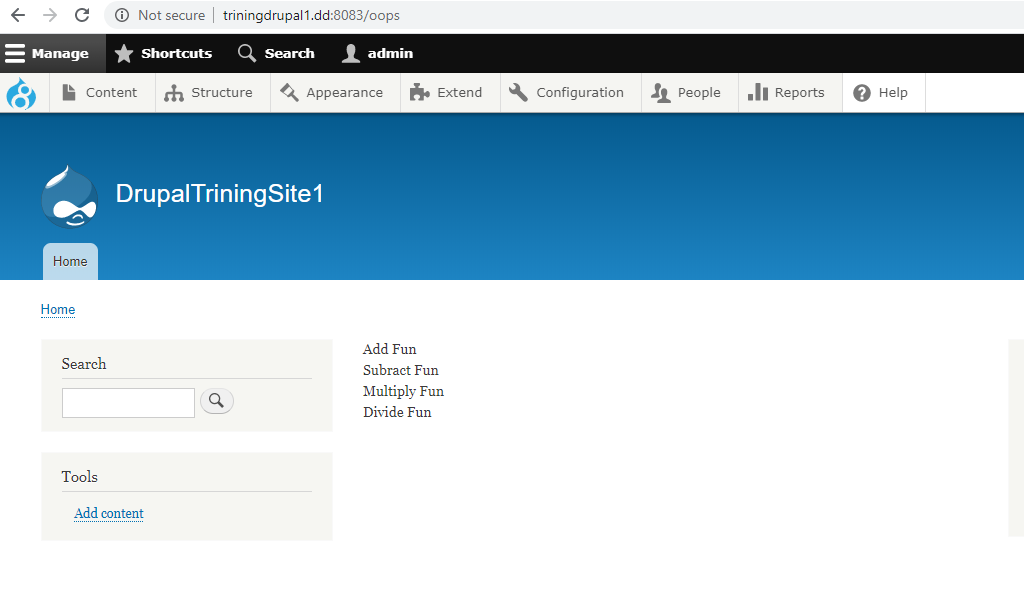 Not secure triningdrupal1.dd:8083/oops
Manage Shortcuts Search admin
Content Structure Appearance Extend Configuration People Reports Help
DrupalTriningSite1
Home
Home
Search
Add Fun
Subract Fun
Multiply Fun
Divide Fun
Tools
Add content